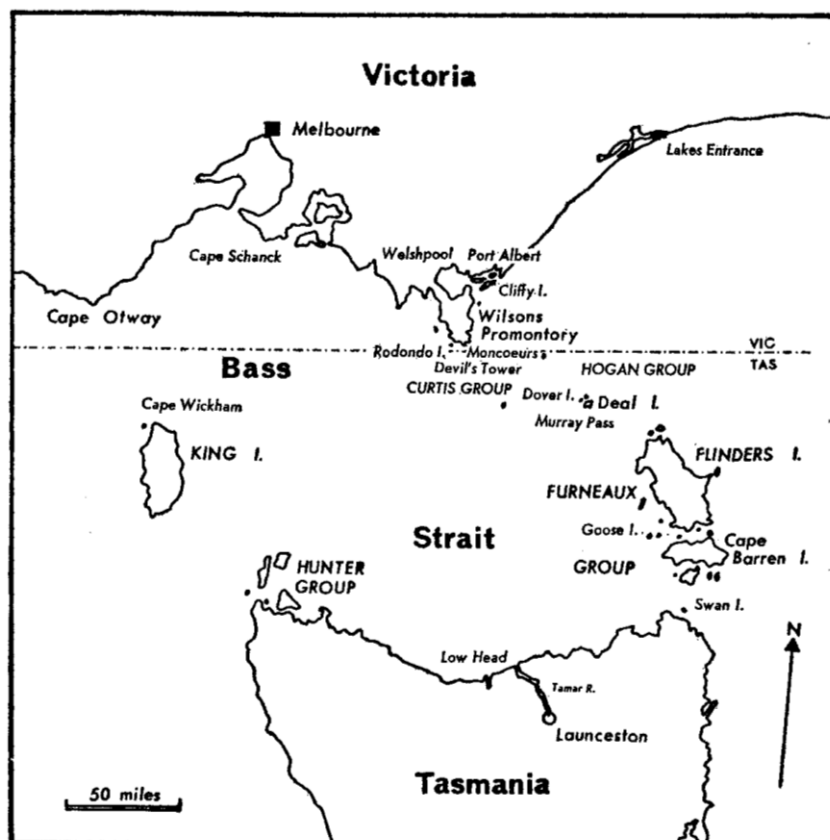 Victoria
Melbourne
Lakes Entrance
Cape Schanck
Welshpool
Port Albert
Cliffy I.
Cape Otway
Wilsons
Promontory
VIC
Rodondo I.
Moncoeurs
TAS
Bass
Devil's Tower
HOGAN GROUP
CURTIS GROUP
Dover I.
Deal I.
Cape Wickham
Murray Pass
KING I.
FLINDERS I.
FURNEAUX
Strait
Goose I.
Cape
Barren I.
HUNTER
GROUP
GROUP
Swan I.
N
Low Head
Tamar R.
Launceston
Tasmania
50 miles